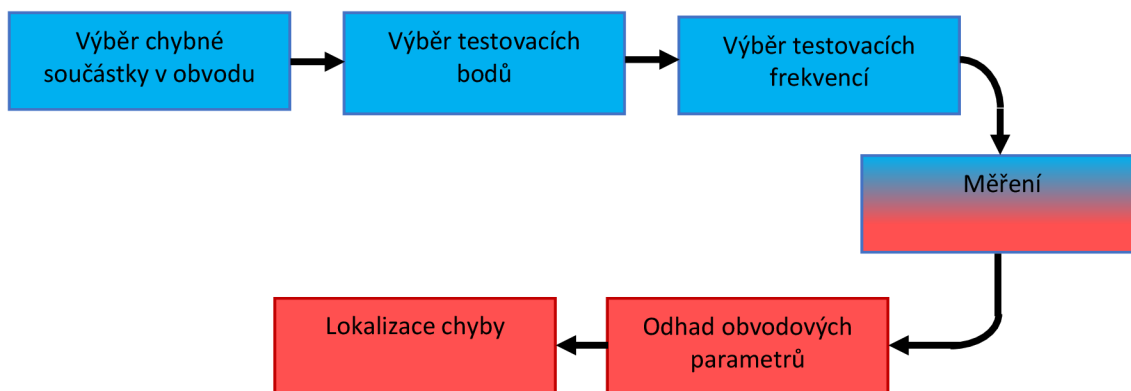 Výběr chybné
součástky v obvodu
Výběr testovacích
bodů
Výběr testovacích
frekvencí
Měření
Lokalizace chyby
Odhad obvodových
parametrů